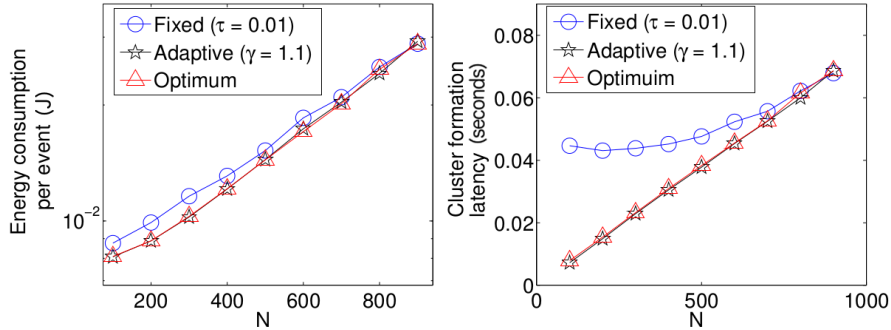 Fixed (τ = 0.01)
Adaptive (γ = 1.1)
Optimum
Energy consumption
per event (J)
10⁻²
200 400 600 800
N
Fixed (τ = 0.01)
Adaptive (γ = 1.1)
Optimuim
Cluster formation
latency (seconds)
0.08
0.06
0.04
0.02
0
0 500 1000
N